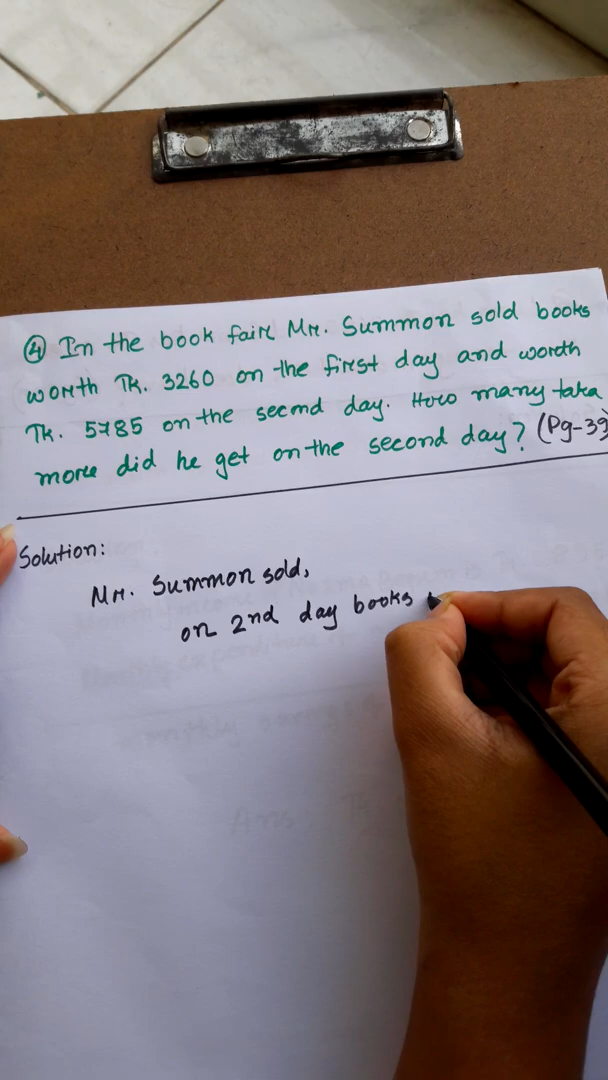 ④ In the book fair Mr. Summon sold books
worth Tk. 3260 on the first day and worth
Tk. 5785 on the second day. How many taka
more did he get on the second day? (Pg-39)
Solution:
Mr. Summon sold,
on 2nd day books